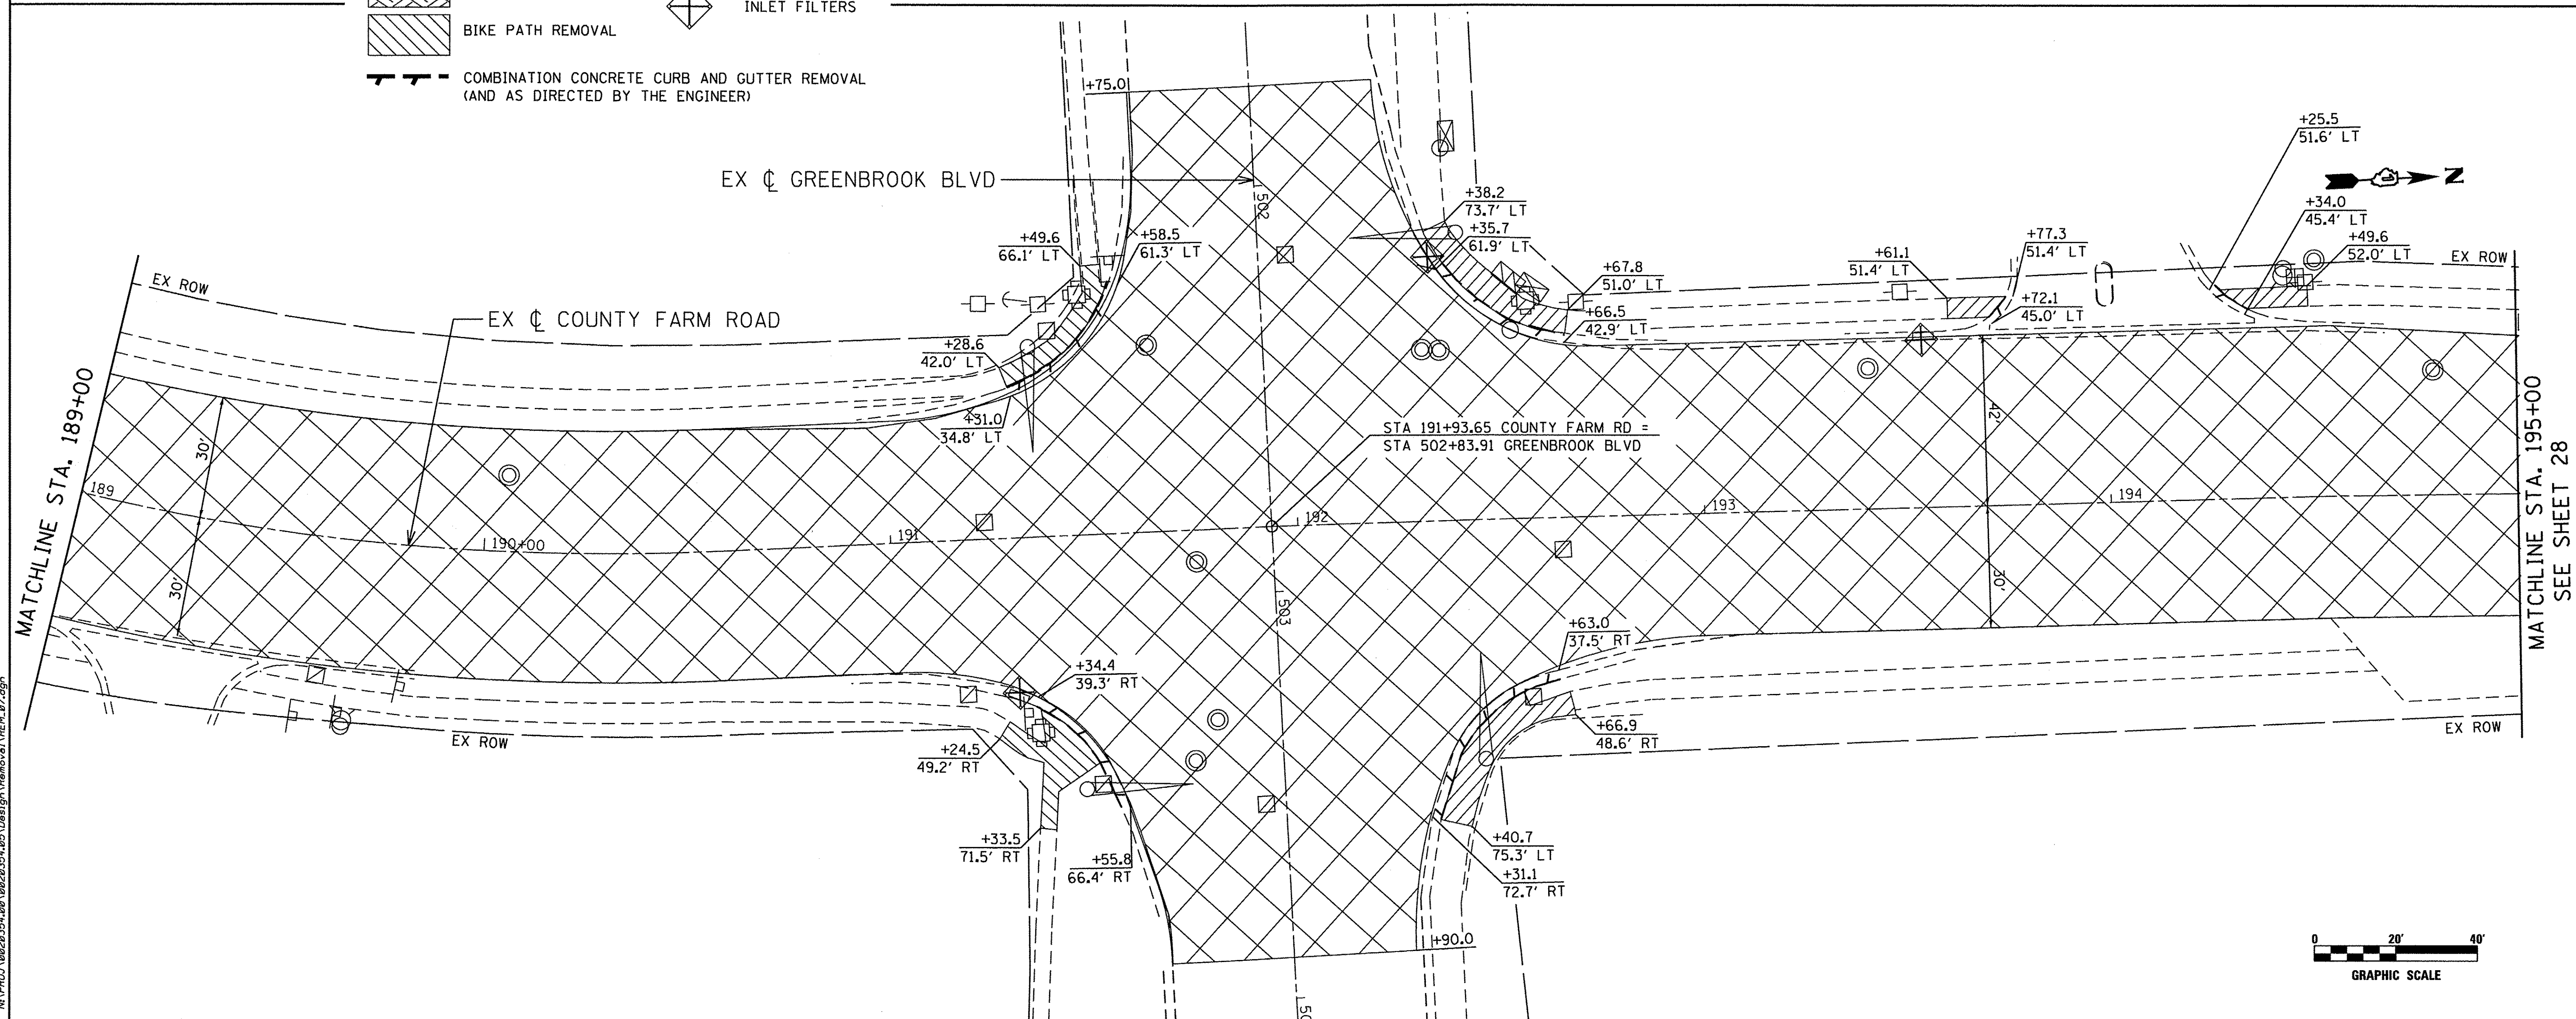 INLET FILTERS
BIKE PATH REMOVAL
COMBINATION CONCRETE CURB AND GUTTER REMOVAL
(AND AS DIRECTED BY THE ENGINEER)
+75.0
EX ℄ GREENBROOK BLVD
502
+25.5
51.6' LT
N
+38.2
73.7' LT
+35.7
61.9' LT
+34.0
45.4' LT
+49.6
52.0' LT
+49.6
66.1' LT
+58.5
61.3' LT
+67.8
51.0' LT
+61.1
51.4' LT
+77.3
51.4' LT
EX ROW
EX ROW
+72.1
45.0' LT
+66.5
42.9' LT
EX ℄ COUNTY FARM ROAD
+28.6
42.0' LT
+31.0
34.8' LT
MATCHLINE STA. 189+00
30'
30'
42'
30'
STA 191+93.65 COUNTY FARM RD =
STA 502+83.91 GREENBROOK BLVD
MATCHLINE STA. 195+00
SEE SHEET 28
189
190+00
191
192
193
194
503
+63.0
37.5' RT
+34.4
39.3' RT
+24.5
49.2' RT
EX ROW
+66.9
48.6' RT
EX ROW
+33.5
71.5' RT
+55.8
66.4' RT
+40.7
75.3' LT
+31.1
72.7' RT
+90.0
0 20' 40'
GRAPHIC SCALE